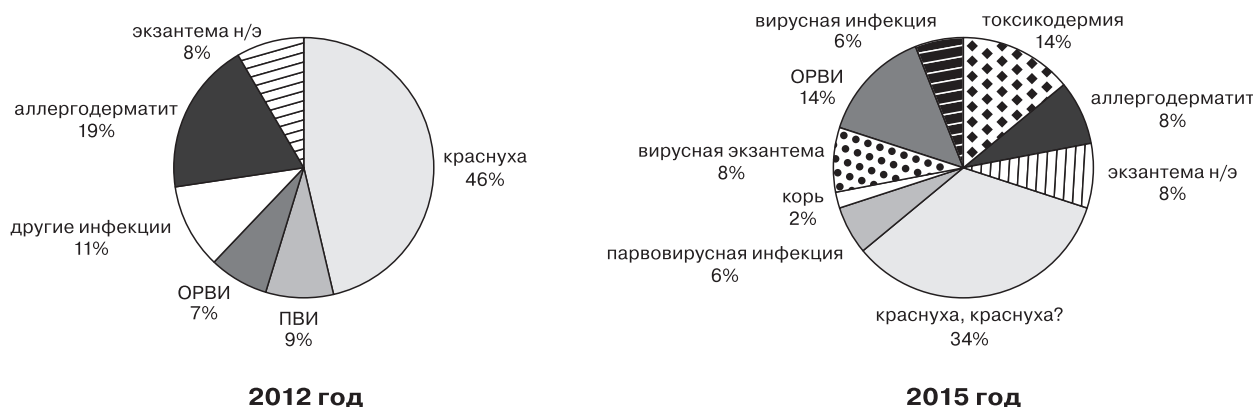 экзантема н/э
8%
аллергодерматит
19%
другие инфекции
11%
ОРВИ
7%
ПВИ
9%
краснуха
46%
2012 год
вирусная инфекция
6%
токсикодермия
14%
ОРВИ
14%
аллергодерматит
8%
вирусная экзантема
8%
экзантема н/э
8%
корь
2%
парвовирусная инфекция
6%
краснуха, краснуха?
34%
2015 год